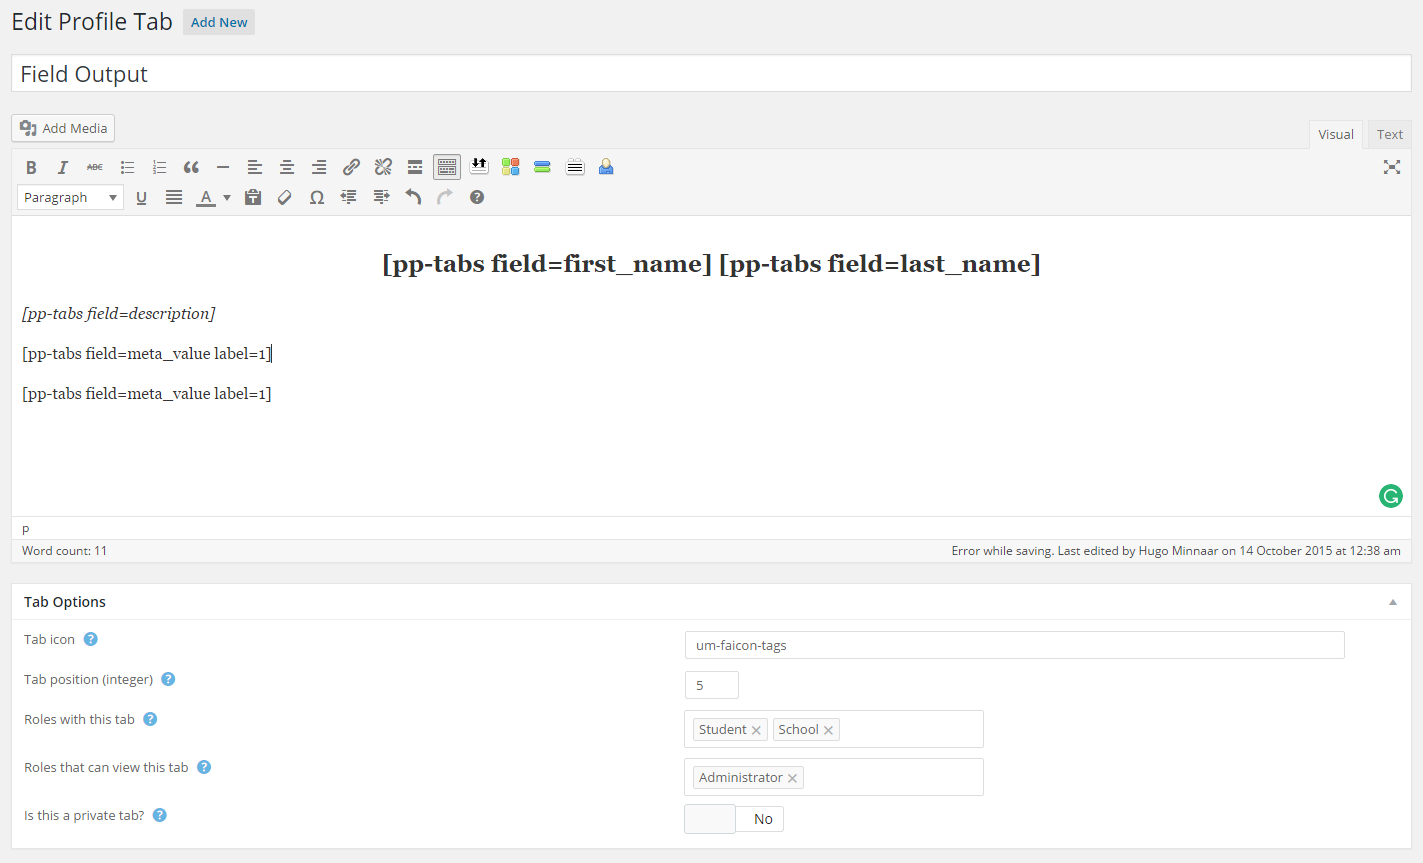 Edit Profile Tab Add New
Field Output
Add Media
Visual Text
B I ABC
Paragraph U A Ω
[pp-tabs field=first_name] [pp-tabs field=last_name]
[pp-tabs field=description]
[pp-tabs field=meta_value label=1]
[pp-tabs field=meta_value label=1]
p
Word count: 11 Error while saving. Last edited by Hugo Minnaar on 14 October 2015 at 12:38 am
Tab Options
Tab icon ? um-faicon-tags
Tab position (integer) ? 5
Roles with this tab ? Student × School ×
Roles that can view this tab ? Administrator ×
Is this a private tab? ? No